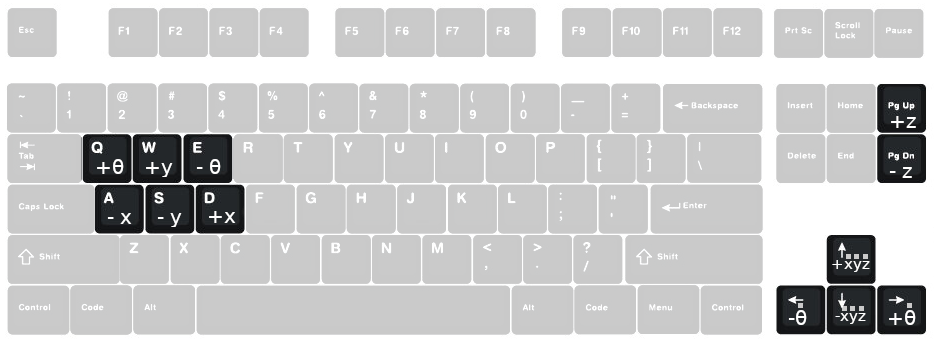 Esc F1 F2 F3 F4 F5 F6 F7 F8 F9 F10 F11 F12 Prt Sc Scroll Lock Pause
~ ! @ # $ % ^ & * ( ) — +
. 1 2 3 4 5 6 7 8 9 0 - = ← Backspace Insert Home Pg Up +z
Tab Q +θ W +y E -θ R T Y U I O P { [ } ] | \ Delete End Pg Dn -z
Caps Lock A -x S -y D +x F G H J K L : ; " ' Enter
Shift Z X C V B N M < , > . ? / Shift +xyz
Control Code Alt Alt Code Menu Control -θ -xyz +θ